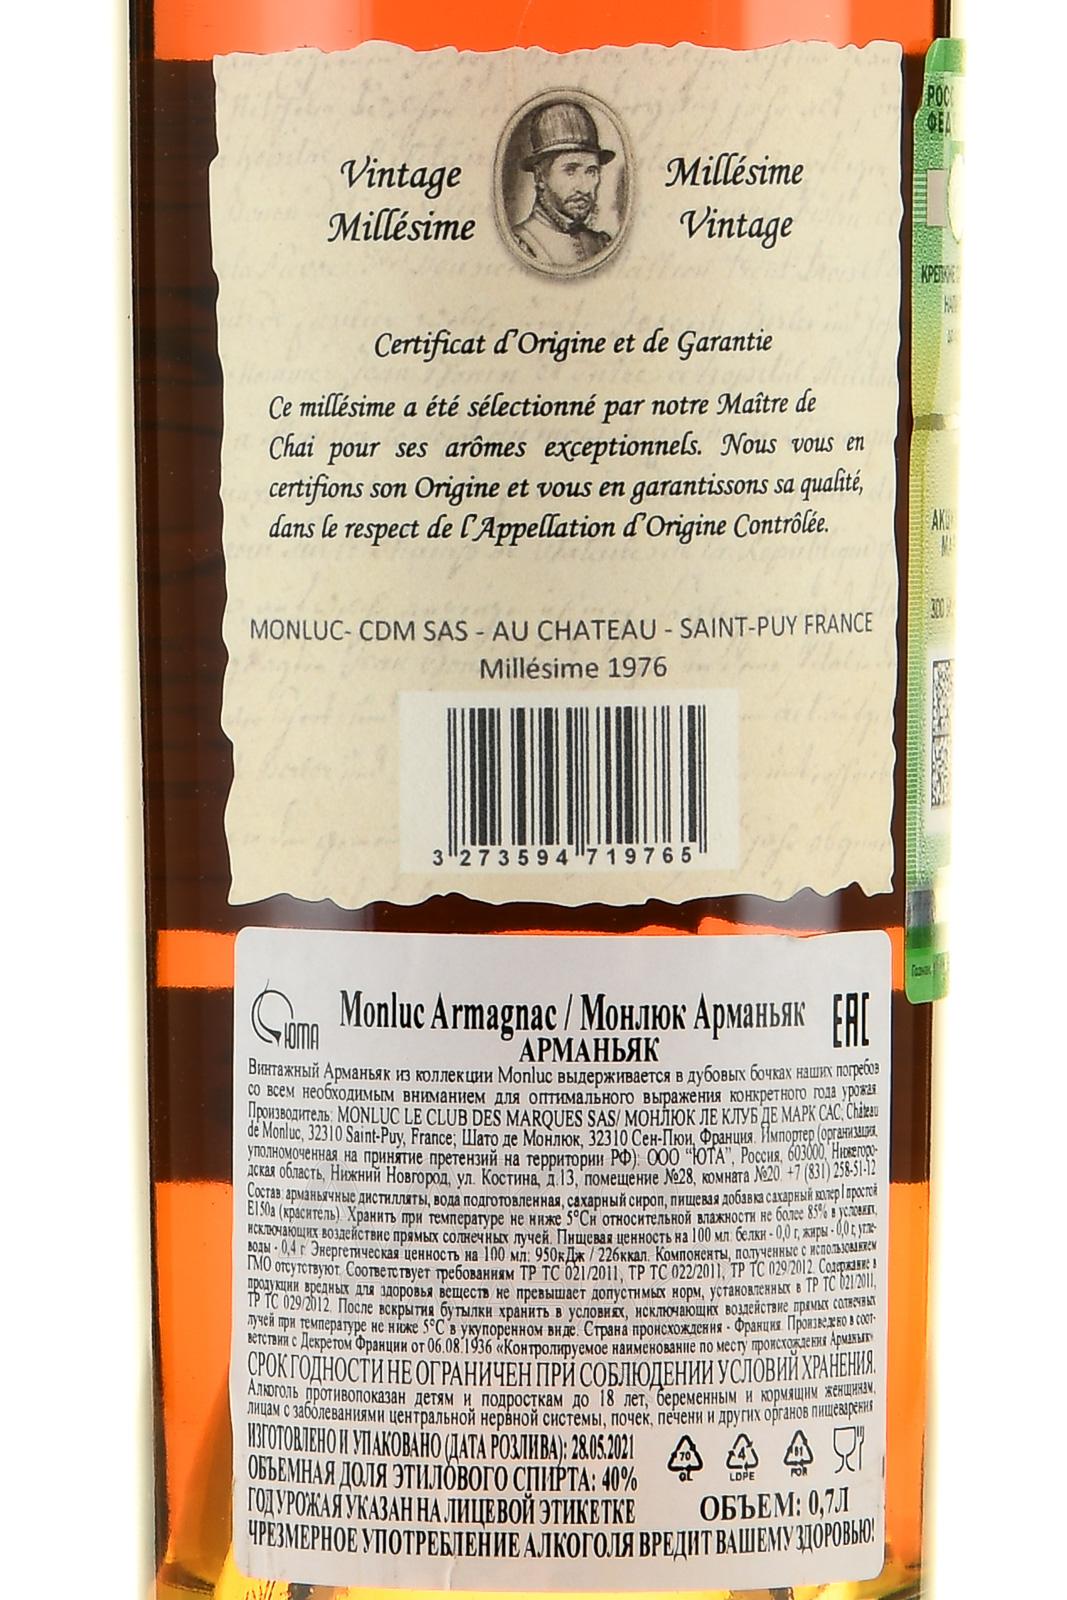 Vintage Millésime
Millésime Vintage
Certificat d'Origine et de Garantie
Ce millésime a été sélectionné par notre Maître de
Chai pour ses arômes exceptionnels. Nous vous en
certifions son Origine et vous en garantissons sa qualité,
dans le respect de l'Appellation d'Origine Contrôlée.
MONLUC- CDM SAS - AU CHATEAU - SAINT-PUY FRANCE
Millésime 1976
3 273594 719765
ЮТА
Monluc Armagnac / Монлюк Арманьяк
EAC
АРМАНЬЯК
Винтажный Арманьяк из коллекции Monluc выдерживается в дубовых бочках наших погребов
со всем необходимым вниманием для оптимального выражения конкретного года урожая
Производитель: MONLUC LE CLUB DES MARQUES SAS/ МОНЛЮК ЛЕ КЛУБ ДЕ МАРК САС; Château
de Monluc, 32310 Saint-Puy, France; Шато де Монлюк, 32310 Сен-Пюи, Франция. Импортер (организация,
уполномоченная на принятие претензий на территории РФ): ООО "ЮТА", Россия, 603000, Нижегоро-
дская область, Нижний Новгород, ул. Костина, д.13, помещение №28, комната №20 +7 (831) 258-51-12
Состав: арманьячные дистилляты, вода подготовленная, сахарный сироп, пищевая добавка сахарный колер I простой
Е150а (краситель). Хранить при температуре не ниже 5°С и относительной влажности не более 85% в условиях,
исключающих воздействие прямых солнечных лучей. Пищевая ценность на 100 мл: белки - 0,0 г, жиры - 0,0 г, угле-
воды - 0,4 г. Энергетическая ценность на 100 мл: 950кДж / 226ккал. Компоненты, полученные с использованием
ГМО отсутствуют. Соответствует требованиям ТР ТС 021/2011, ТР ТС 022/2011, ТР ТС 029/2012. Содержание в
продукции вредных для здоровья веществ не превышает допустимых норм, установленных в ТР ТС 021/2011,
ТР ТС 029/2012. После вскрытия бутылки хранить в условиях, исключающих воздействие прямых солнечных
лучей при температуре не ниже 5°С в укупоренном виде. Страна происхождения - Франция. Произведено в соот-
ветствии с Декретом Франции от 06.08.1936 «Контролируемое наименование по месту происхождения Арманьяк»
СРОК ГОДНОСТИ НЕ ОГРАНИЧЕН ПРИ СОБЛЮДЕНИИ УСЛОВИЙ ХРАНЕНИЯ.
Алкоголь противопоказан детям и подросткам до 18 лет, беременным и кормящим женщинам,
лицам с заболеваниями центральной нервной системы, почек, печени и других органов пищеварения
ИЗГОТОВЛЕНО И УПАКОВАНО (ДАТА РОЗЛИВА): 28.05.2021
ОБЪЕМНАЯ ДОЛЯ ЭТИЛОВОГО СПИРТА: 40%
70 GL 4 LDPE 51 FOR
ГОД УРОЖАЯ УКАЗАН НА ЛИЦЕВОЙ ЭТИКЕТКЕ
ОБЪЕМ: 0,7Л
ЧРЕЗМЕРНОЕ УПОТРЕБЛЕНИЕ АЛКОГОЛЯ ВРЕДИТ ВАШЕМУ ЗДОРОВЬЮ!